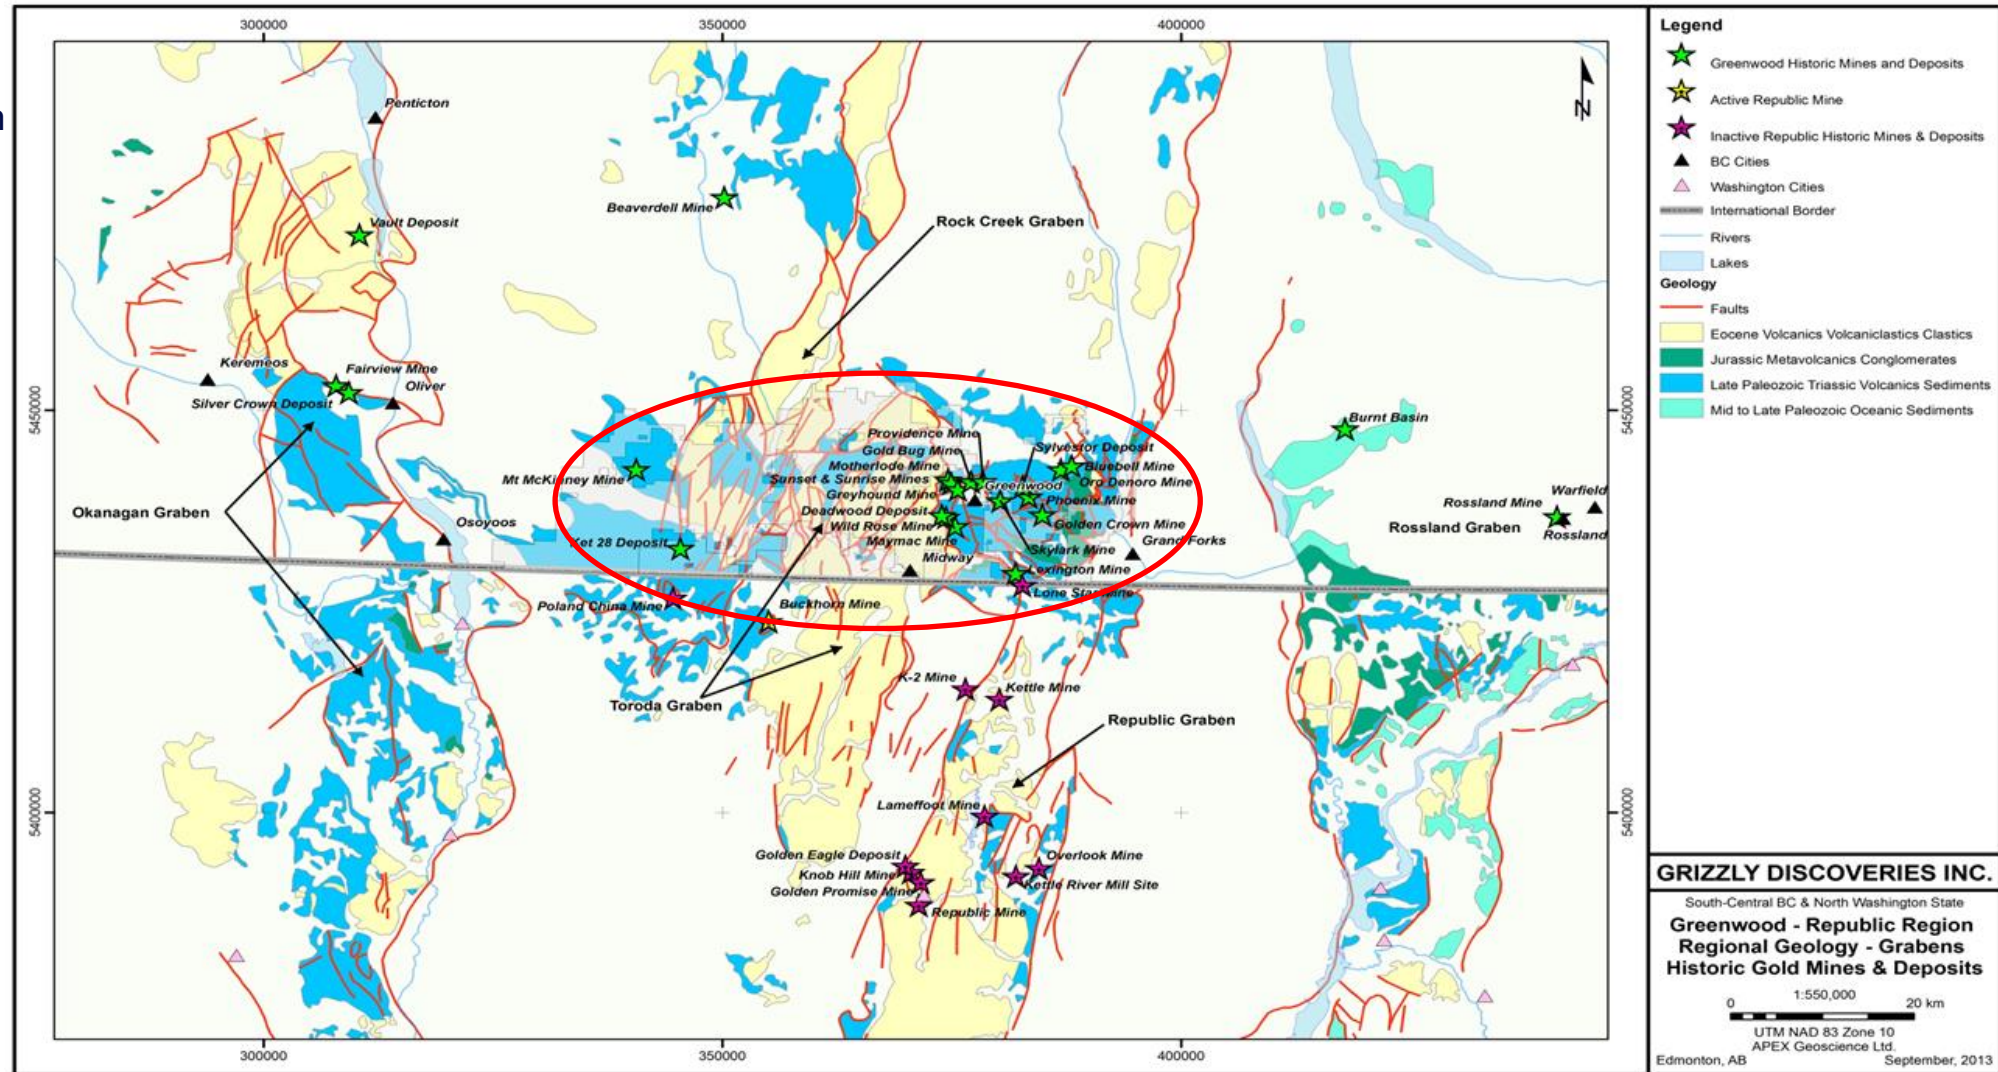 300000
350000
400000
Penticton
Vault Deposit
Beaverdell Mine
Rock Creek Graben
Keremeos
Fairview Mine
Oliver
Silver Crown Deposit
5450000
5450000
Burnt Basin
Providence Mine
Gold Bug Mine
Sylvestor Deposit
Motherlode Mine
Bluebell Mine
Mt McKinney Mine
Sunset & Sunrise Mines
Greenwood
Oro Denoro Mine
Greyhound Mine
Phoenix Mine
Warfield
Rossland Mine
Okanagan Graben
Deadwood Deposit
Osoyoos
Wild Rose Mine
Golden Crown Mine
Rossland Graben
Rossland
Ket 28 Deposit
Maymac Mine
Skylark Mine
Grand Forks
Midway
Lexington Mine
Lone Star Mine
Poland China Mine
Buckhorn Mine
K-2 Mine
Kettle Mine
Toroda Graben
Republic Graben
5400000
5400000
Lameffoot Mine
Golden Eagle Deposit
Overlook Mine
Knob Hill Mine
Kettle River Mill Site
Golden Promise Mine
Republic Mine
300000
350000
400000
N
Legend
Greenwood Historic Mines and Deposits
Active Republic Mine
Inactive Republic Historic Mines & Deposits
BC Cities
Washington Cities
International Border
Rivers
Lakes
Geology
Faults
Eocene Volcanics Volcaniclastics Clastics
Jurassic Metavolcanics Conglomerates
Late Paleozoic Triassic Volcanics Sediments
Mid to Late Paleozoic Oceanic Sediments
GRIZZLY DISCOVERIES INC.
South-Central BC & North Washington State
Greenwood - Republic Region
Regional Geology - Grabens
Historic Gold Mines & Deposits
1:550,000
0 20 km
UTM NAD 83 Zone 10
APEX Geoscience Ltd.
Edmonton, AB September, 2013